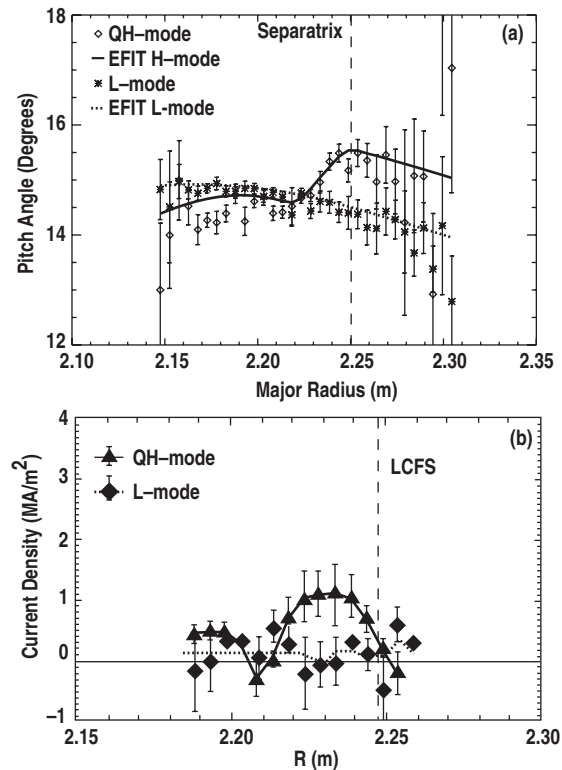 18
Separatrix
(a)
QH–mode
EFIT H–mode
L–mode
EFIT L-mode
16
14
12
Pitch Angle (Degrees)
2.10 2.15 2.20 2.25 2.30 2.35
Major Radius (m)
4
(b)
QH–mode
L–mode
LCFS
3
2
1
0
–1
Current Density (MA/m²)
2.15 2.20 2.25 2.30
R (m)